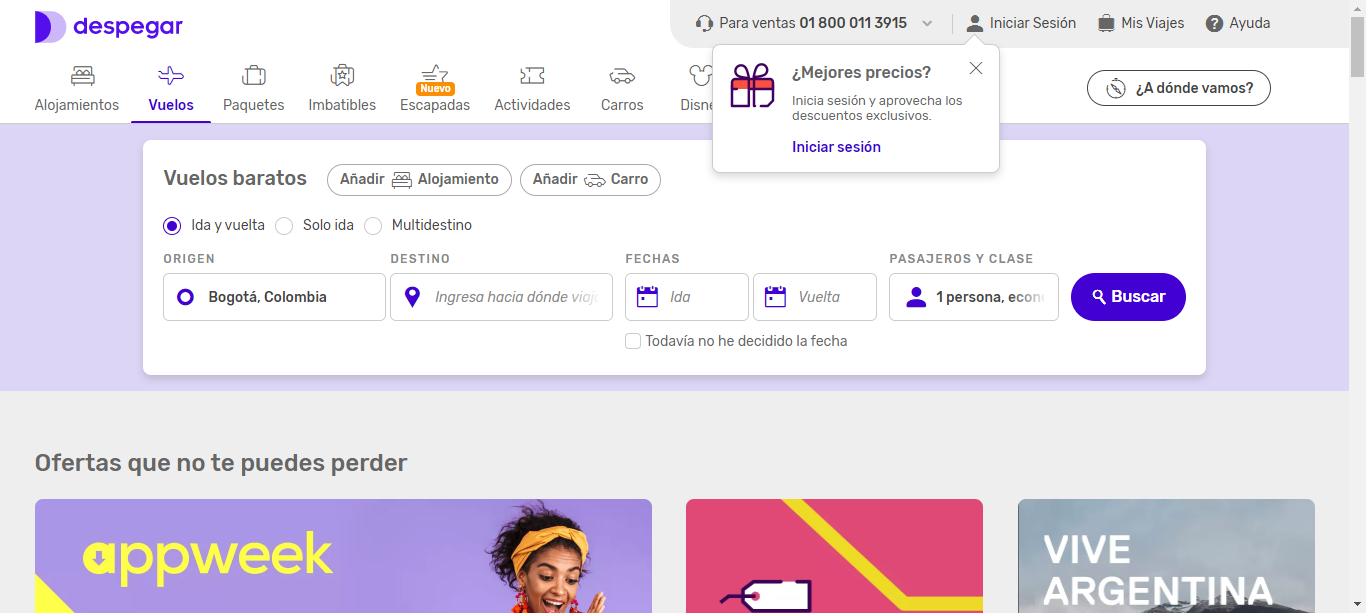 despegar
Para ventas 01 800 011 3915
Iniciar Sesión
Mis Viajes
Ayuda
Alojamientos
Vuelos
Paquetes
Imbatibles
Nuevo
Escapadas
Actividades
Carros
Disne
¿A dónde vamos?
¿Mejores precios?
Inicia sesión y aprovecha los
descuentos exclusivos.
Iniciar sesión
Vuelos baratos
Añadir Alojamiento
Añadir Carro
Ida y vuelta
Solo ida
Multidestino
ORIGEN
DESTINO
FECHAS
PASAJEROS Y CLASE
Bogotá, Colombia
Ingresa hacia dónde viaj
Ida
Vuelta
1 persona, econ
Buscar
Todavía no he decidido la fecha
Ofertas que no te puedes perder
appweek
VIVE
ARGENTINA